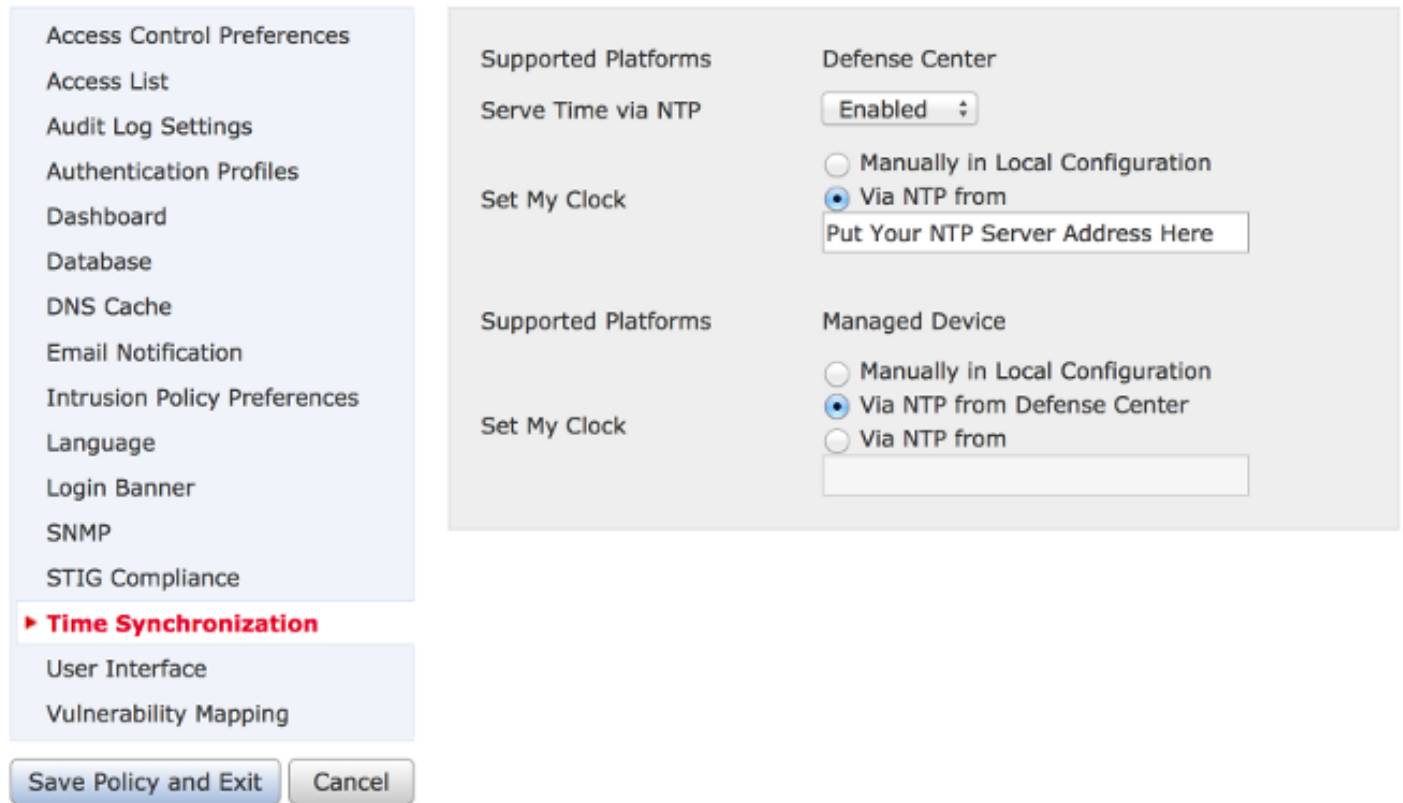 Access Control Preferences
Access List
Audit Log Settings
Authentication Profiles
Dashboard
Database
DNS Cache
Email Notification
Intrusion Policy Preferences
Language
Login Banner
SNMP
STIG Compliance
Time Synchronization
User Interface
Vulnerability Mapping
Save Policy and Exit Cancel
Supported Platforms Defense Center
Serve Time via NTP Enabled
Set My Clock
Manually in Local Configuration
Via NTP from
Put Your NTP Server Address Here
Supported Platforms Managed Device
Set My Clock
Manually in Local Configuration
Via NTP from Defense Center
Via NTP from